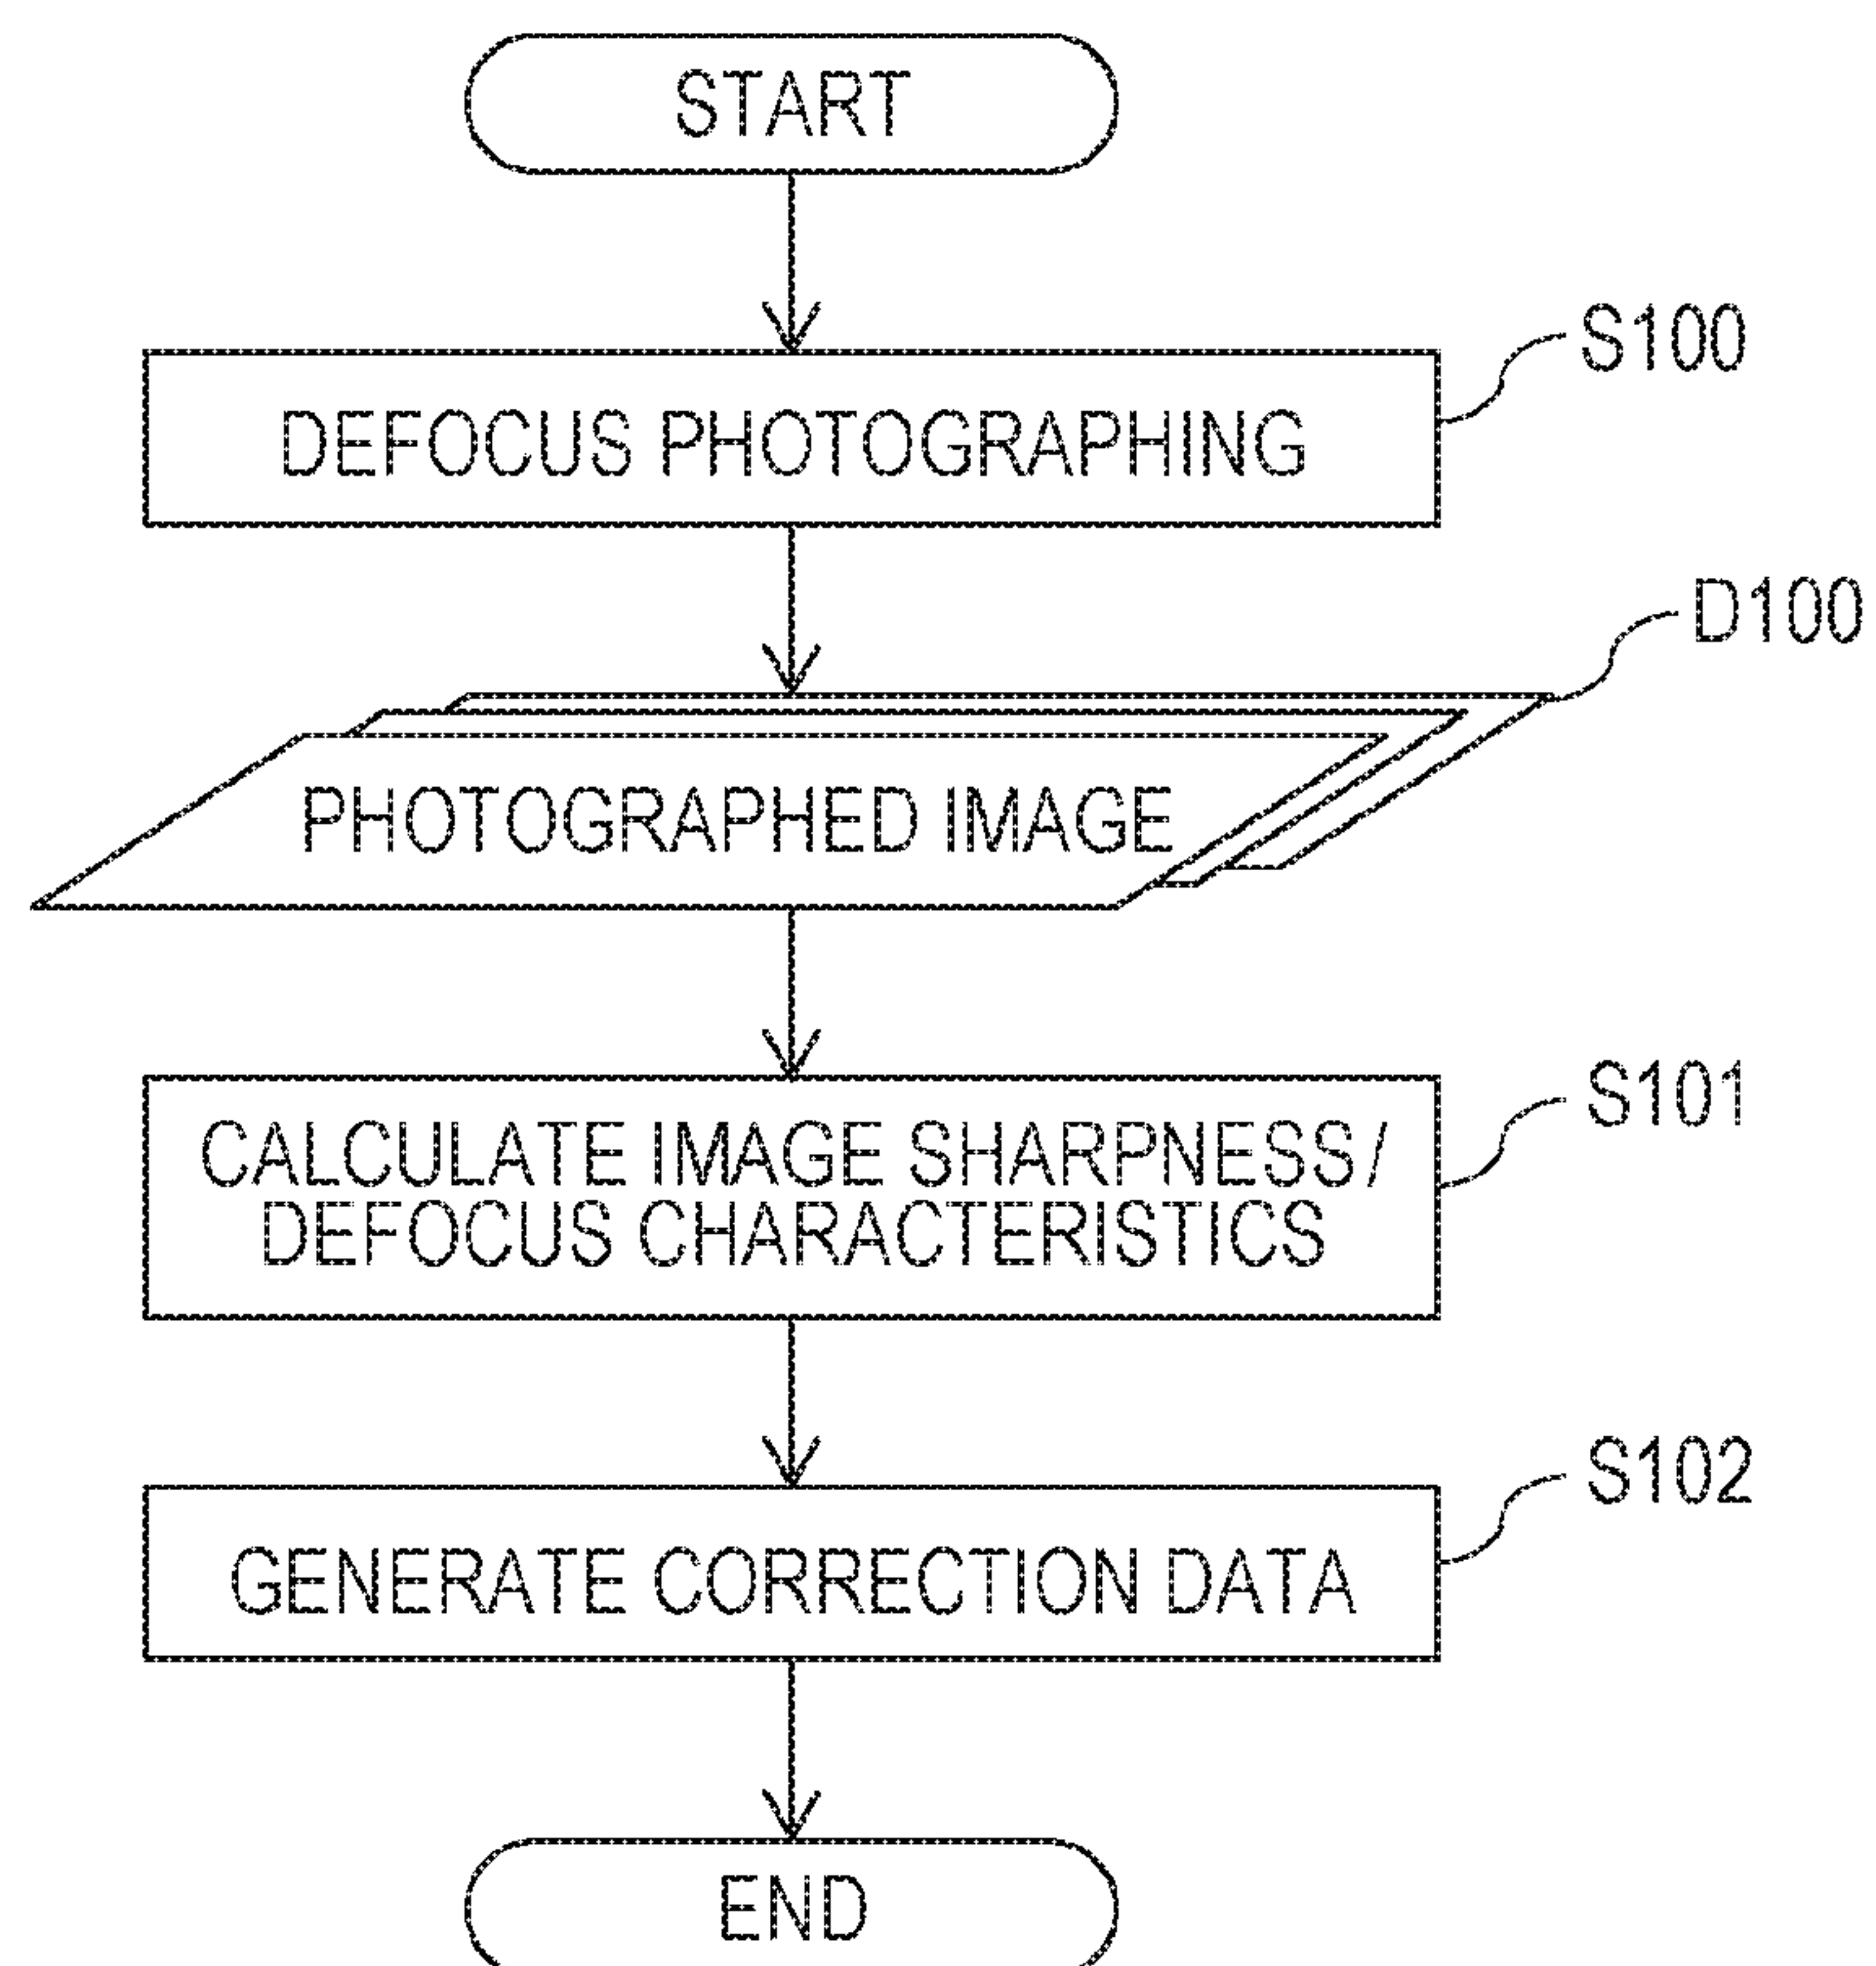 START
S100
DEFOCUS PHOTOGRAPHING
D100
PHOTOGRAPHED IMAGE
S101
CALCULATE IMAGE SHARPNESS/
DEFOCUS CHARACTERISTICS
S102
GENERATE CORRECTION DATA
END